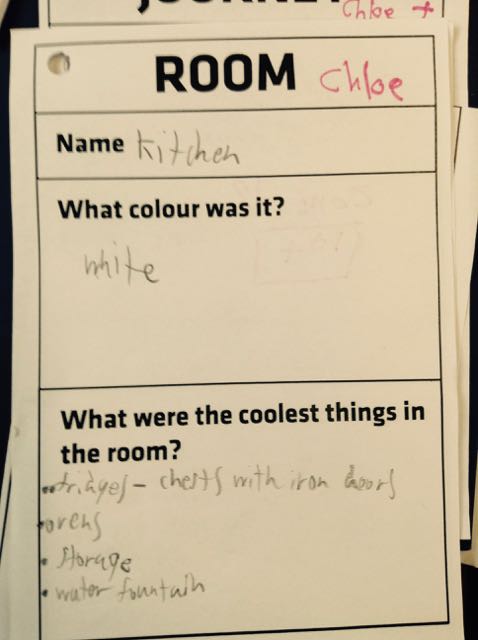 Chloe +
ROOM Chloe
Name kitchen
What colour was it?
white
What were the coolest things in
the room?
• fridges - chests with iron doors
• ovens
• storage
• water fountain